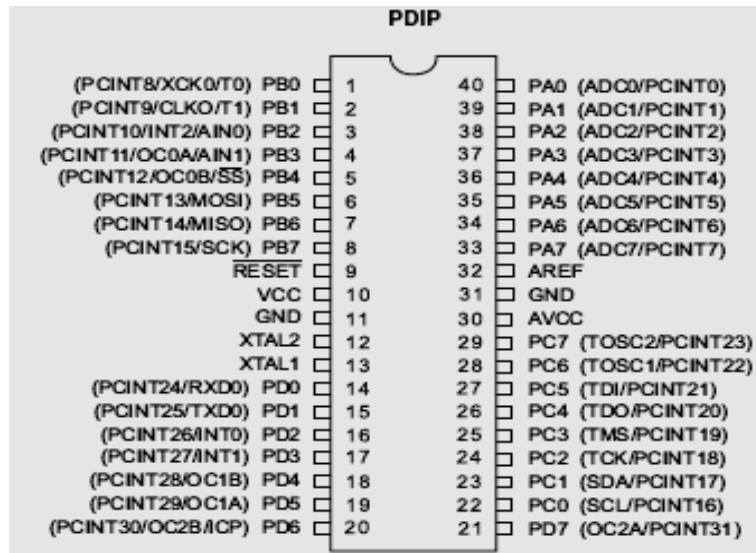 PDIP
(PCINT8/XCK0/T0) PB0 1 40 PA0 (ADC0/PCINT0)
(PCINT9/CLKO/T1) PB1 2 39 PA1 (ADC1/PCINT1)
(PCINT10/INT2/AIN0) PB2 3 38 PA2 (ADC2/PCINT2)
(PCINT11/OC0A/AIN1) PB3 4 37 PA3 (ADC3/PCINT3)
(PCINT12/OC0B/S̅S̅) PB4 5 36 PA4 (ADC4/PCINT4)
(PCINT13/MOSI) PB5 6 35 PA5 (ADC5/PCINT5)
(PCINT14/MISO) PB6 7 34 PA6 (ADC6/PCINT6)
(PCINT15/SCK) PB7 8 33 PA7 (ADC7/PCINT7)
R̅E̅S̅E̅T̅ 9 32 AREF
VCC 10 31 GND
GND 11 30 AVCC
XTAL2 12 29 PC7 (TOSC2/PCINT23)
XTAL1 13 28 PC6 (TOSC1/PCINT22)
(PCINT24/RXD0) PD0 14 27 PC5 (TDI/PCINT21)
(PCINT25/TXD0) PD1 15 26 PC4 (TDO/PCINT20)
(PCINT26/INT0) PD2 16 25 PC3 (TMS/PCINT19)
(PCINT27/INT1) PD3 17 24 PC2 (TCK/PCINT18)
(PCINT28/OC1B) PD4 18 23 PC1 (SDA/PCINT17)
(PCINT29/OC1A) PD5 19 22 PC0 (SCL/PCINT16)
(PCINT30/OC2B/ICP) PD6 20 21 PD7 (OC2A/PCINT31)